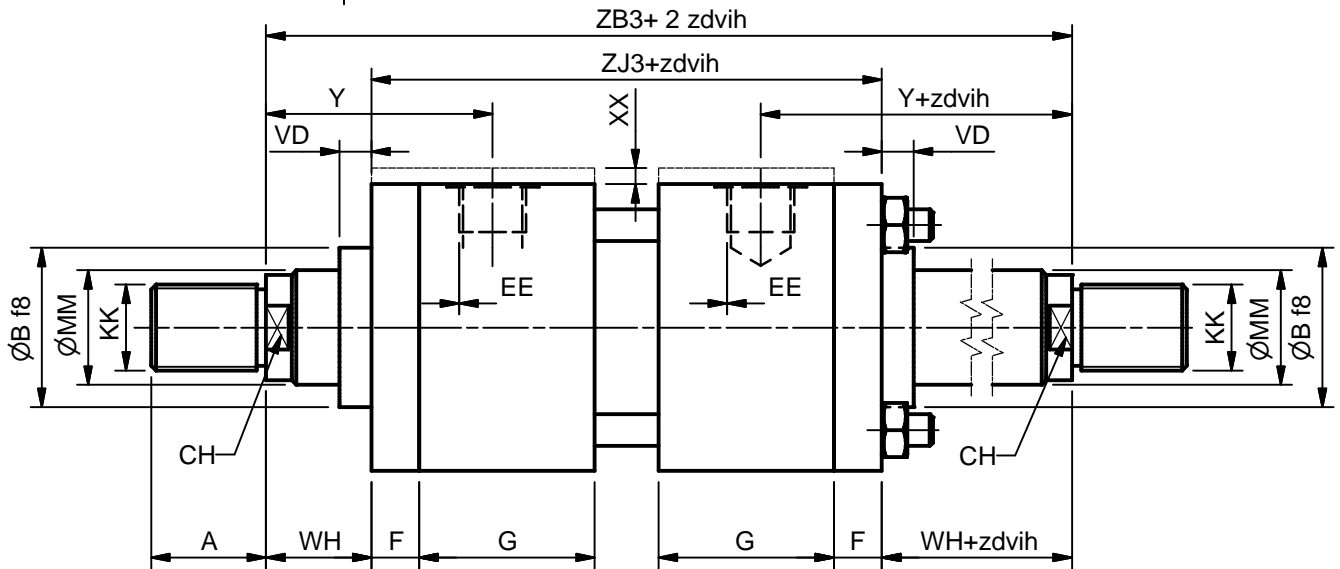 ZB3+ 2 zdvih
ZJ3+zdvih
Y
XX
Y+zdvih
VD
VD
EE
EE
ØB f8
ØMM
KK
KK
ØMM
ØB f8
CH
CH
A
WH
F
G
G
F
WH+zdvih